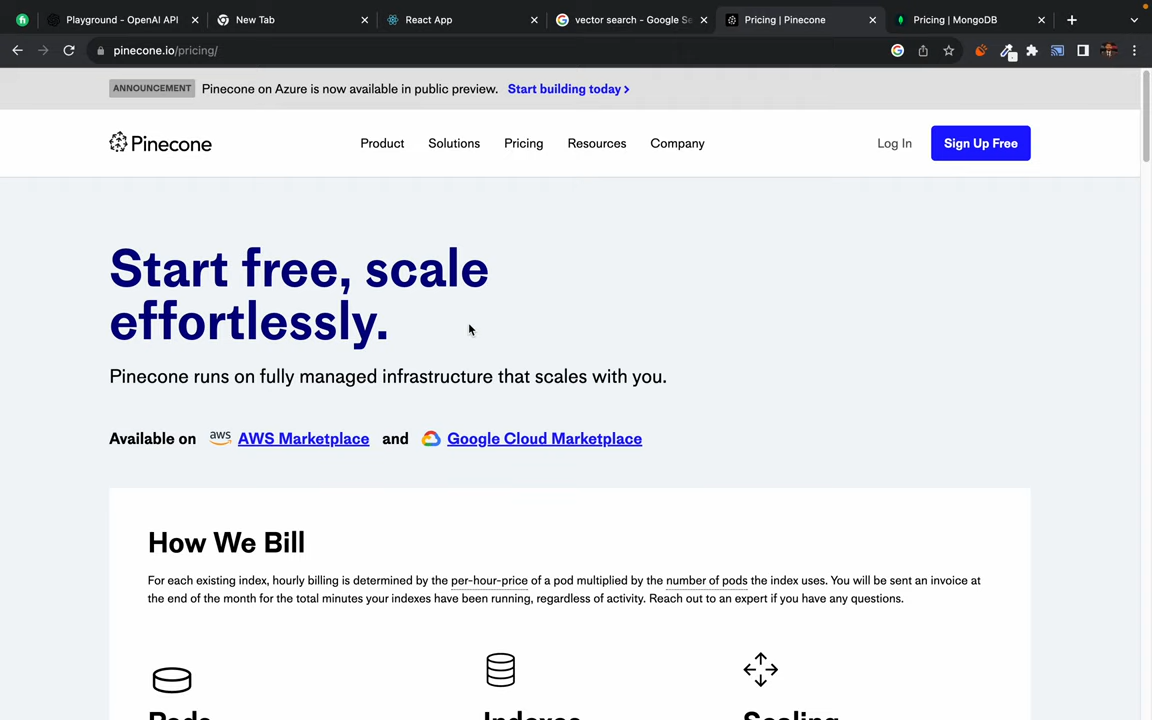 Playground - OpenAI API
New Tab
React App
vector search - Google Se
Pricing | Pinecone
Pricing | MongoDB
pinecone.io/pricing/
ANNOUNCEMENT Pinecone on Azure is now available in public preview. Start building today >
Pinecone
Product
Solutions
Pricing
Resources
Company
Log In
Sign Up Free
Start free, scale
effortlessly.
Pinecone runs on fully managed infrastructure that scales with you.
Available on aws AWS Marketplace and Google Cloud Marketplace
How We Bill
For each existing index, hourly billing is determined by the per-hour-price of a pod multiplied by the number of pods the index uses. You will be sent an invoice at
the end of the month for the total minutes your indexes have been running, regardless of activity. Reach out to an expert if you have any questions.
Pods
Indexes
Scaling